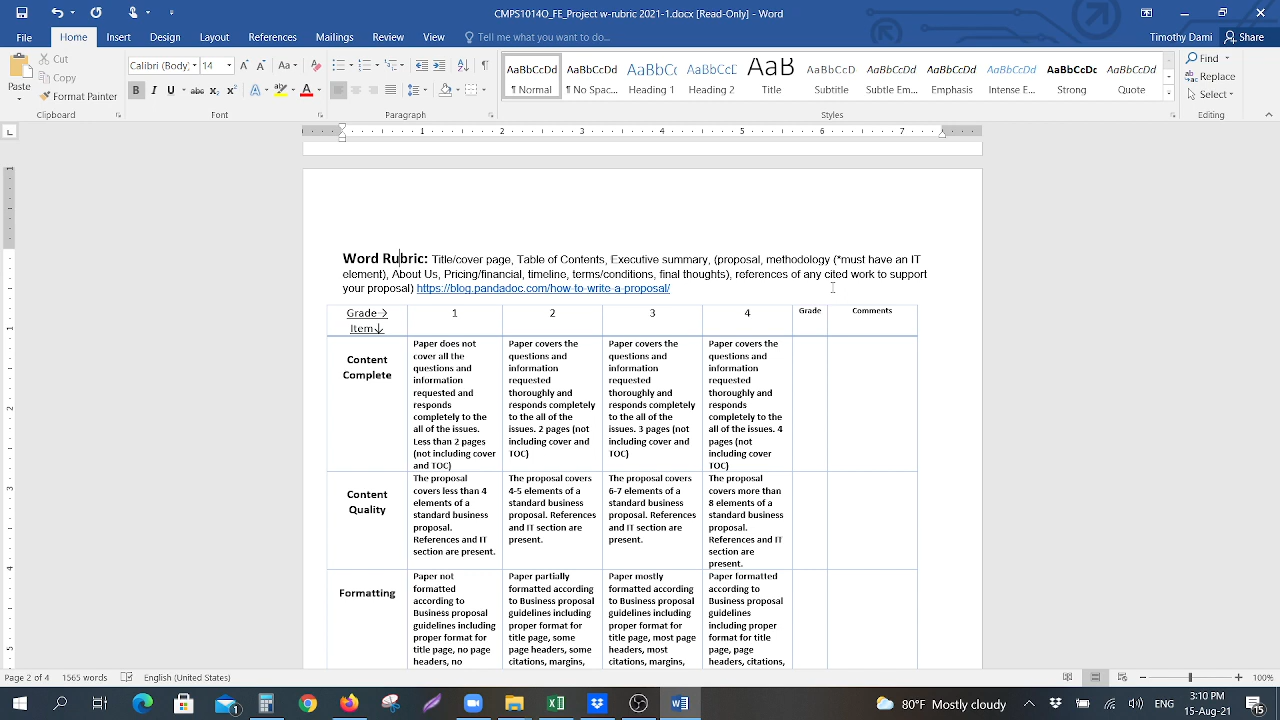 CMPS1014O_FE_Project w-rubric 2021-1.docx [Read-Only] - Word
File Home Insert Design Layout References Mailings Review View Tell me what you want to do... Timothy Dami Share
Paste Cut Copy Format Painter
Calibri (Body) 14
B I U abc x₂ x² A
AaBbCcDd AaBbCcDd AaBbCc AaBbCcD AaB AaBbCcD AaBbCcDd AaBbCcDd AaBbCcDd AaBbCcDc AaBbCcDd
¶ Normal ¶ No Spac... Heading 1 Heading 2 Title Subtitle Subtle Em... Emphasis Intense E... Strong Quote
Find Replace Select
Clipboard Font Paragraph Styles Editing
Word Rubric: Title/cover page, Table of Contents, Executive summary, (proposal, methodology (*must have an IT
element), About Us, Pricing/financial, timeline, terms/conditions, final thoughts), references of any cited work to support
your proposal) https://blog.pandadoc.com/how-to-write-a-proposal/
Grade→
Item↓
1
2
3
4
Grade
Comments
Content
Complete
Paper does not
cover all the
questions and
information
requested and
responds
completely to the
all of the issues.
Less than 2 pages
(not including cover
and TOC)
Paper covers the
questions and
information
requested
thoroughly and
responds completely
to the all of the
issues. 2 pages (not
including cover and
TOC)
Paper covers the
questions and
information
requested
thoroughly and
responds completely
to the all of the
issues. 3 pages (not
including cover and
TOC)
Paper covers the
questions and
information
requested
thoroughly and
responds
completely to the
all of the issues. 4
pages (not
including cover
TOC)
Content
Quality
The proposal
covers less than 4
elements of a
standard business
proposal.
References and IT
section are present.
The proposal covers
4-5 elements of a
standard business
proposal. References
and IT section are
present.
The proposal covers
6-7 elements of a
standard business
proposal. References
and IT section are
present.
The proposal
covers more than
8 elements of a
standard business
proposal.
References and IT
section are
present.
Formatting
Paper not
formatted
according to
Business proposal
guidelines including
proper format for
title page, no page
headers, no
Paper partially
formatted according
to Business proposal
guidelines including
proper format for
title page, some
page headers, some
citations, margins,
Paper mostly
formatted according
to Business proposal
guidelines including
proper format for
title page, most page
headers, most
citations, margins,
Paper formatted
according to
Business proposal
guidelines
including proper
format for title
page, page
headers, citations,
Page 2 of 4 1565 words English (United States) 100%
80°F Mostly cloudy ENG 3:10 PM
15-Aug-21